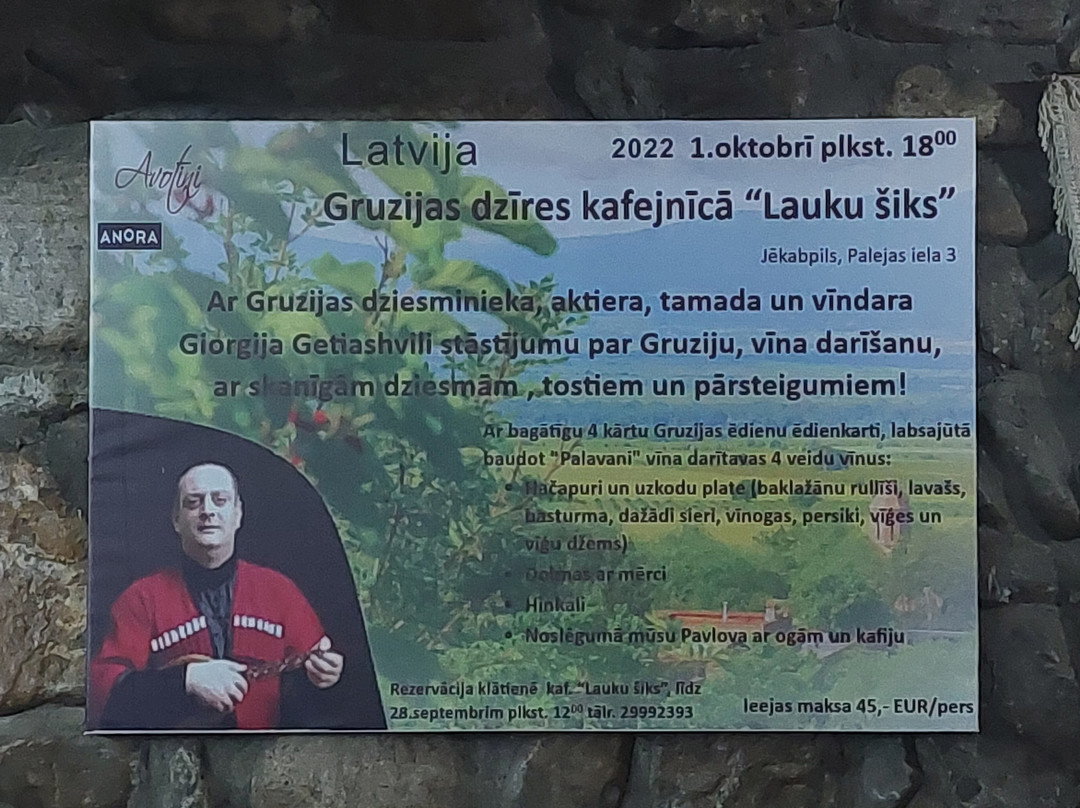 Avotiņi
ANORA
Latvija
2022 1.oktobrī plkst. 18⁰⁰
Gruzijas dzīres kafejnīcā “Lauku šiks”
Jēkabpils, Palejas iela 3
Ar Gruzijas dziesminieka, aktiera, tamada un vīndara
Giorgija Getiashvili stāstījumu par Gruziju, vīna darīšanu,
ar skanīgām dziesmām , tostiem un pārsteigumiem!
Ar bagātīgu 4 kārtu Gruzijas ēdienu ēdienkarti, labsajūtā
baudot "Palavani" vīna darītavas 4 veidu vīnus:
• Hačapuri un uzkodu plate (baklažānu rullīši, lavašs,
basturma, dažādi sieri, vīnogas, persiki, vīģes un
vīģu džems)
• Dolmas ar mērci
• Hinkali
• Noslēgumā mūsu Pavlova ar ogām un kafiju
Rezervācija klātienē kaf. “Lauku šiks”, līdz
28.septembrim plkst. 12⁰⁰ tālr. 29992393
Ieejas maksa 45,- EUR/pers